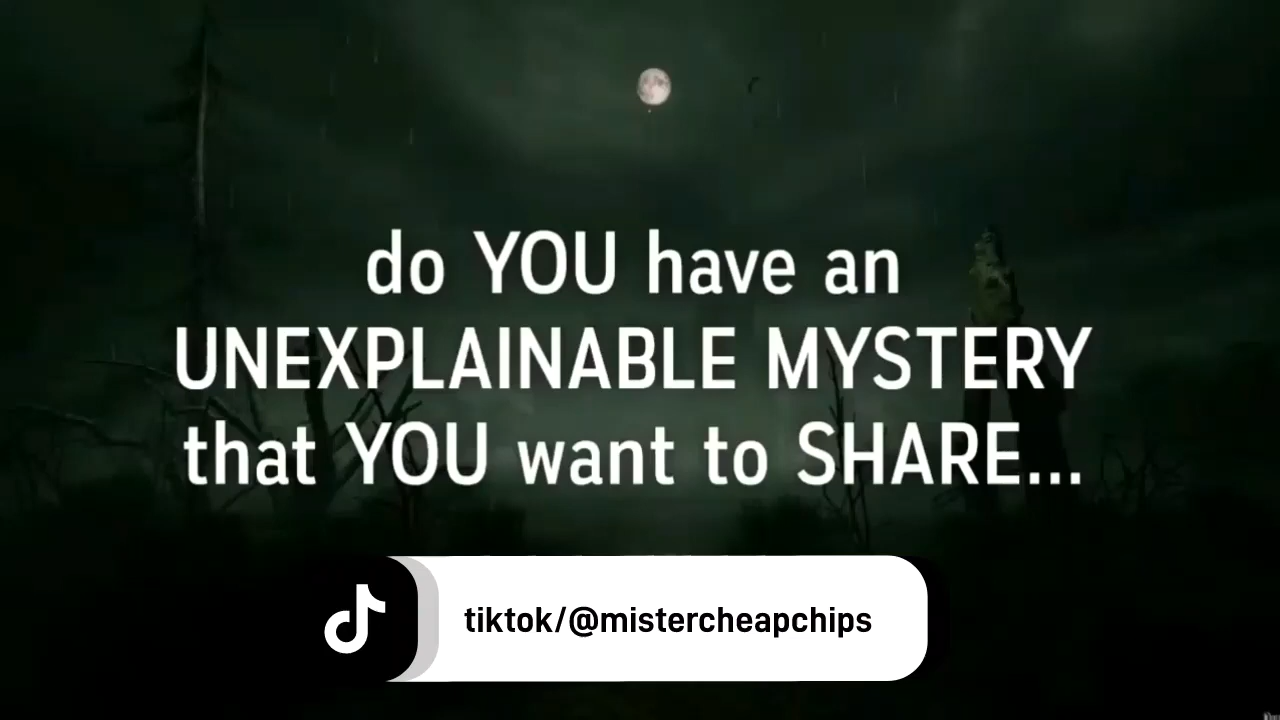 do YOU have an
UNEXPLAINABLE MYSTERY
that YOU want to SHARE...
tiktok/@mistercheapchips